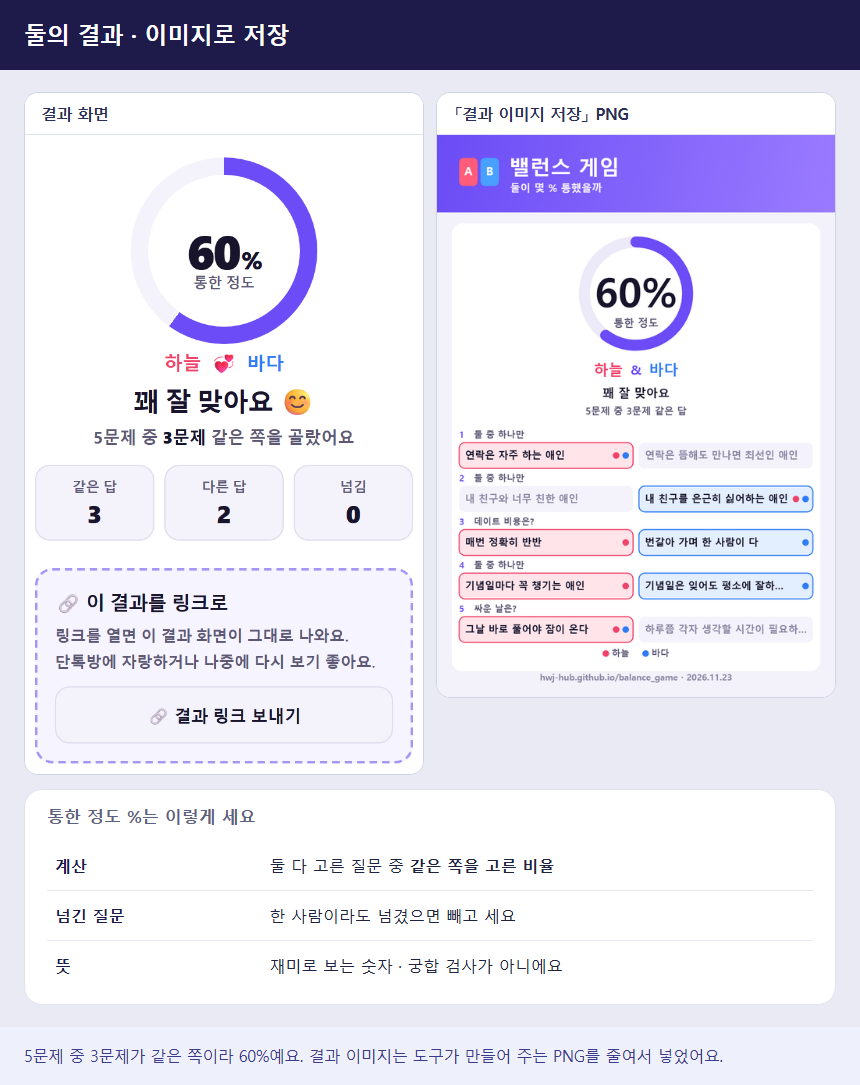 둘의 결과 · 이미지로 저장
결과 화면
60%
통한 정도
하늘 💞 바다
꽤 잘 맞아요 😊
5문제 중 3문제 같은 쪽을 골랐어요
같은 답
3
다른 답
2
넘김
0
🔗 이 결과를 링크로
링크를 열면 이 결과 화면이 그대로 나와요.
단톡방에 자랑하거나 나중에 다시 보기 좋아요.
🔗 결과 링크 보내기
「결과 이미지 저장」 PNG
A B 밸런스 게임
둘이 몇 % 통했을까
60%
통한 정도
하늘 & 바다
꽤 잘 맞아요
5문제 중 3문제 같은 답
1 둘 중 하나만
연락은 자주 하는 애인 연락은 뜸해도 만나면 최선인 애인
2 둘 중 하나만
내 친구와 너무 친한 애인 내 친구를 은근히 싫어하는 애인
3 데이트 비용은?
매번 정확히 반반 번갈아 가며 한 사람이 다
4 둘 중 하나만
기념일마다 꼭 챙기는 애인 기념일은 잊어도 평소에 잘하...
5 싸운 날은?
그날 바로 풀어야 잠이 온다 하루쯤 각자 생각할 시간이 필요하...
하늘 바다
hwj-hub.github.io/balance_game · 2026.11.23
통한 정도 %는 이렇게 세요
계산 둘 다 고른 질문 중 같은 쪽을 고른 비율
넘긴 질문 한 사람이라도 넘겼으면 빼고 세요
뜻 재미로 보는 숫자 · 궁합 검사가 아니에요
5문제 중 3문제가 같은 쪽이라 60%예요. 결과 이미지는 도구가 만들어 주는 PNG를 줄여서 넣었어요.